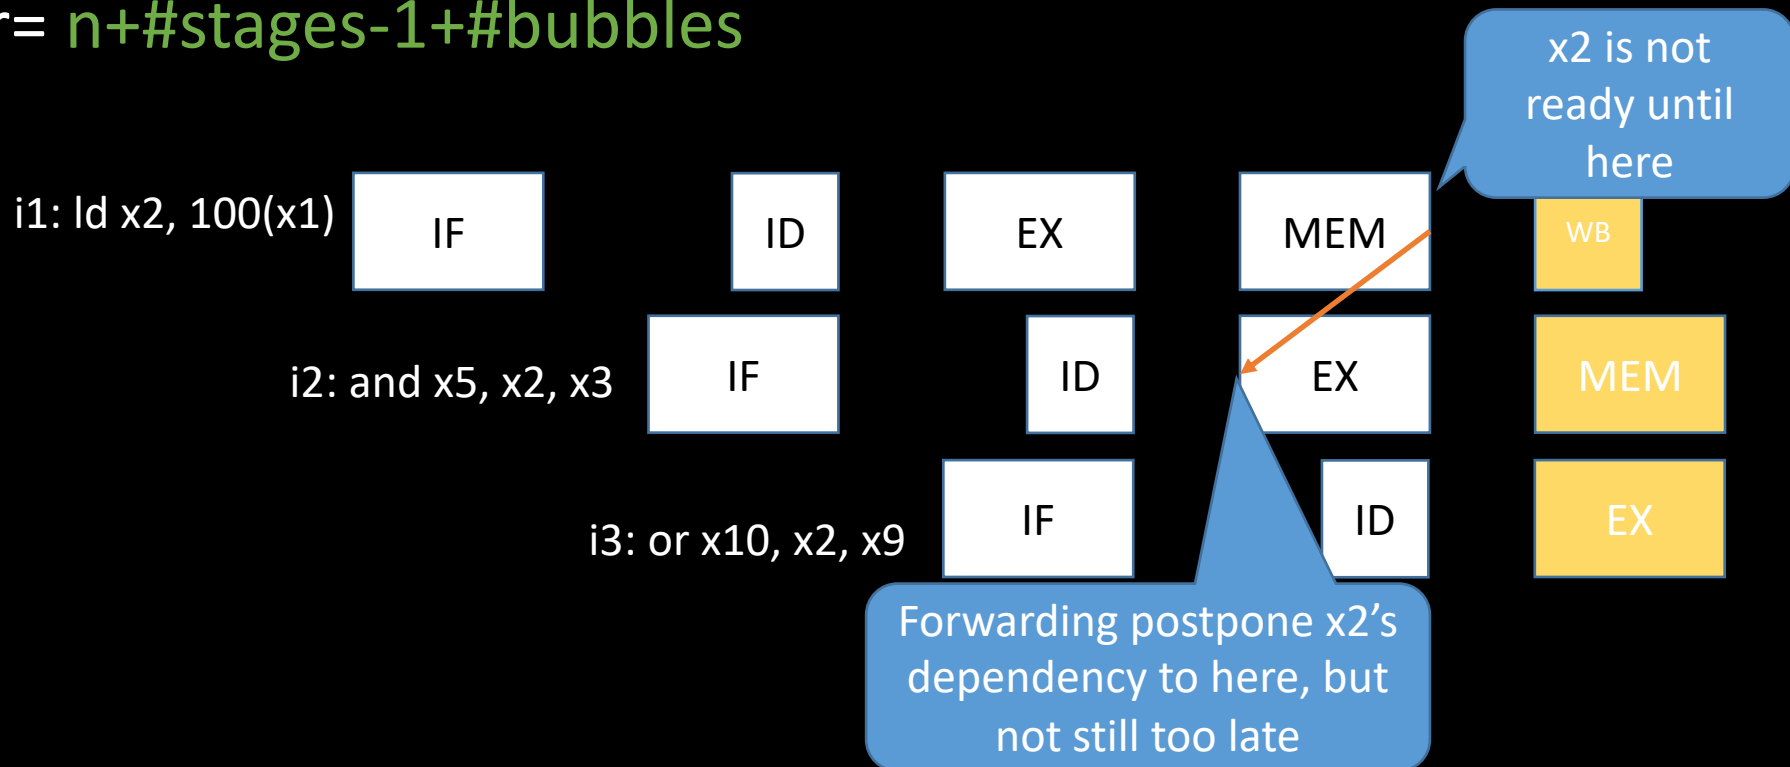 r= n+#stages-1+#bubbles
x2 is not
ready until
here
i1: ld x2, 100(x1)
IF
ID
EX
MEM
WB
i2: and x5, x2, x3
IF
ID
EX
MEM
i3: or x10, x2, x9
IF
ID
EX
Forwarding postpone x2’s
dependency to here, but
not still too late